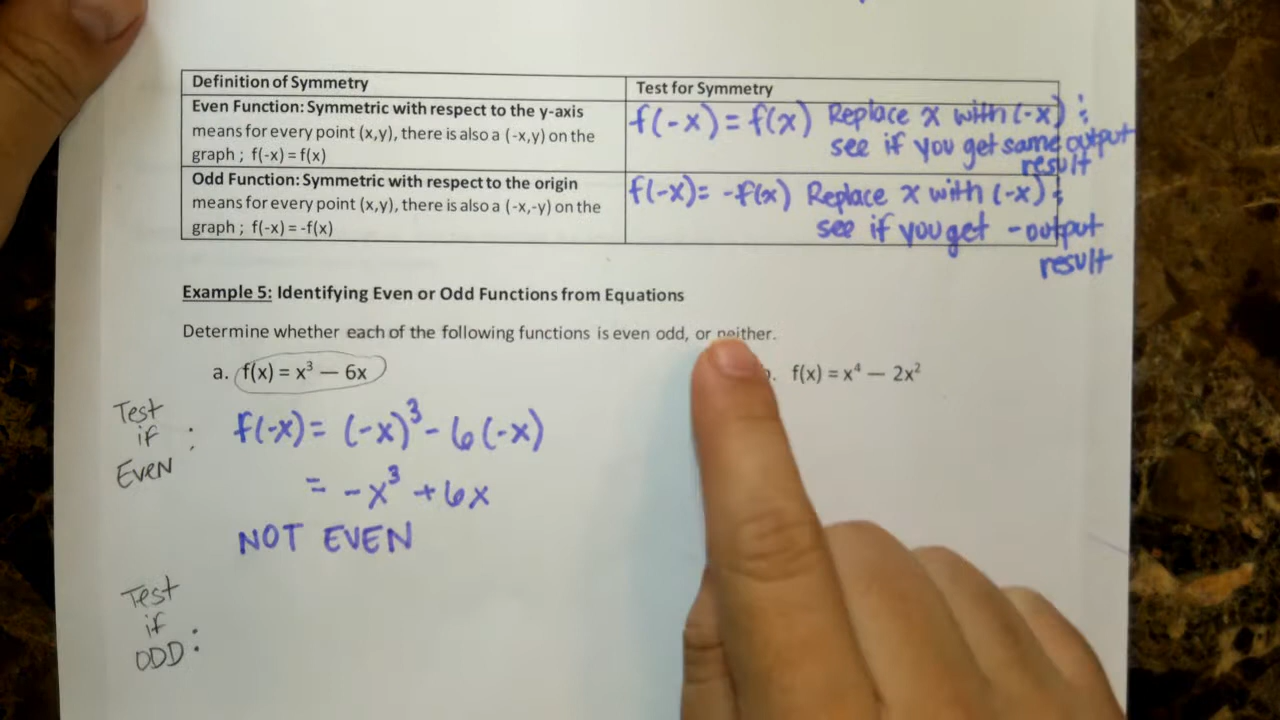 Definition of Symmetry
Test for Symmetry
Even Function: Symmetric with respect to the y-axis
means for every point (x,y), there is also a (-x,y) on the
graph ; f(-x) = f(x)
f(-x) = f(x) Replace x with (-x) ;
see if you get same output
result
Odd Function: Symmetric with respect to the origin
means for every point (x,y), there is also a (-x,-y) on the
graph ; f(-x) = -f(x)
f(-x) = -f(x) Replace x with (-x) ;
see if you get -output
result
Example 5: Identifying Even or Odd Functions from Equations
Determine whether each of the following functions is even odd, or neither.
a. f(x) = x³ — 6x
f(x) = x⁴ — 2x²
Test
if
EVEN :
f(-x) = (-x)³ - 6(-x)
= -x³ + 6x
NOT EVEN
Test
if
ODD :